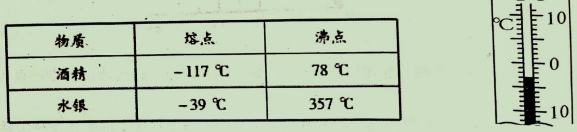 物质 熔点 沸点
酒精 -117 ℃ 78 ℃
水银 -39 ℃ 357 ℃
℃ 10
0
10